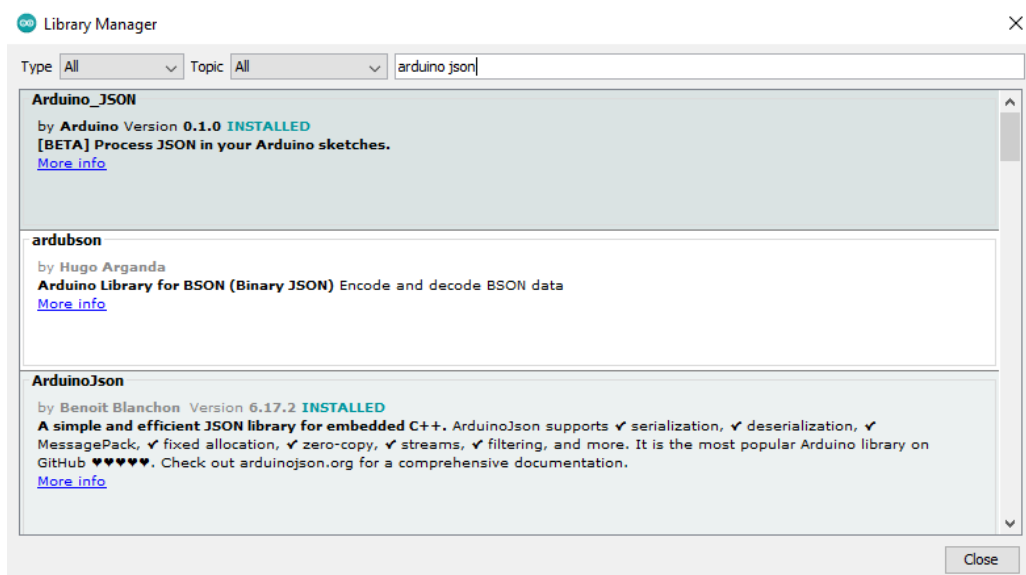 Library Manager
Type All Topic All arduino json
Arduino_JSON
by Arduino Version 0.1.0 INSTALLED
[BETA] Process JSON in your Arduino sketches.
More info
ardubson
by Hugo Arganda
Arduino Library for BSON (Binary JSON) Encode and decode BSON data
More info
ArduinoJson
by Benoit Blanchon Version 6.17.2 INSTALLED
A simple and efficient JSON library for embedded C++. ArduinoJson supports ✔ serialization, ✔ deserialization, ✔
MessagePack, ✔ fixed allocation, ✔ zero-copy, ✔ streams, ✔ filtering, and more. It is the most popular Arduino library on
GitHub ♥♥♥♥♥. Check out arduinojson.org for a comprehensive documentation.
More info
Close